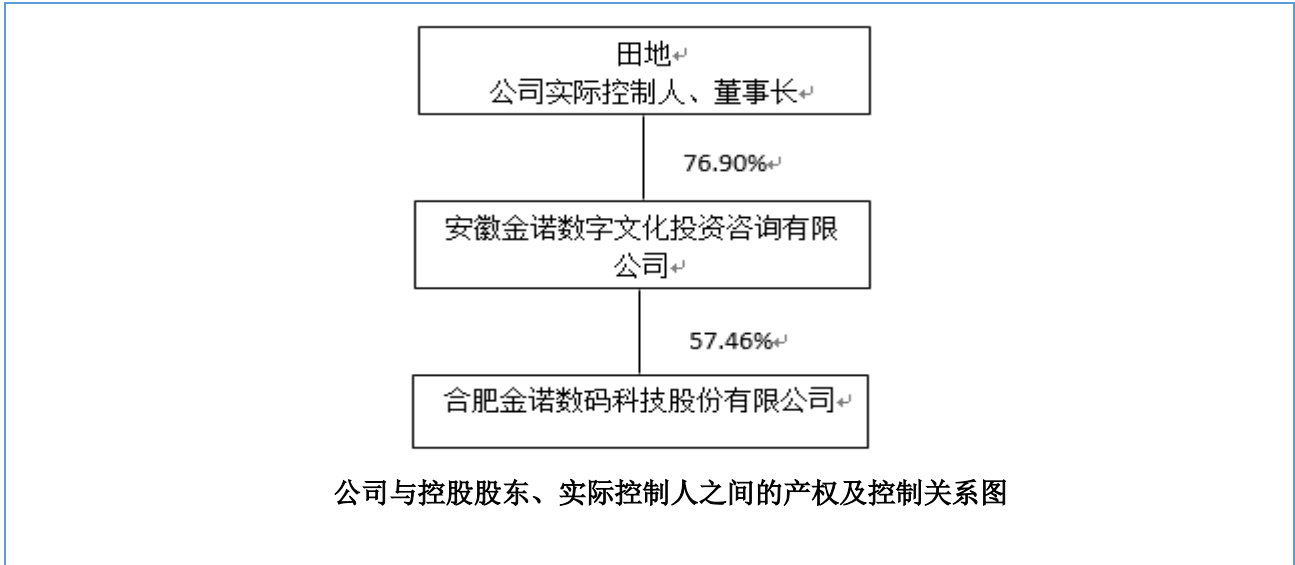 田地
公司实际控制人、董事长
76.90%
安徽金诺数字文化投资咨询有限
公司
57.46%
合肥金诺数码科技股份有限公司
公司与控股股东、实际控制人之间的产权及控制关系图